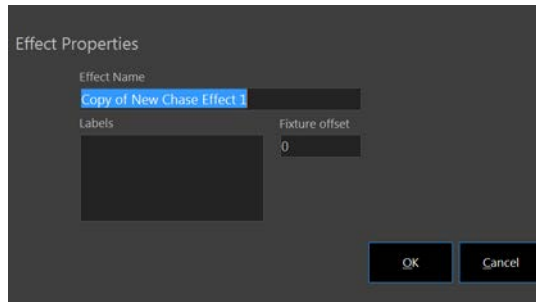 Effect Properties
Effect Name
Copy of New Chase Effect 1
Labels
Fixture offset
0
OK
Cancel